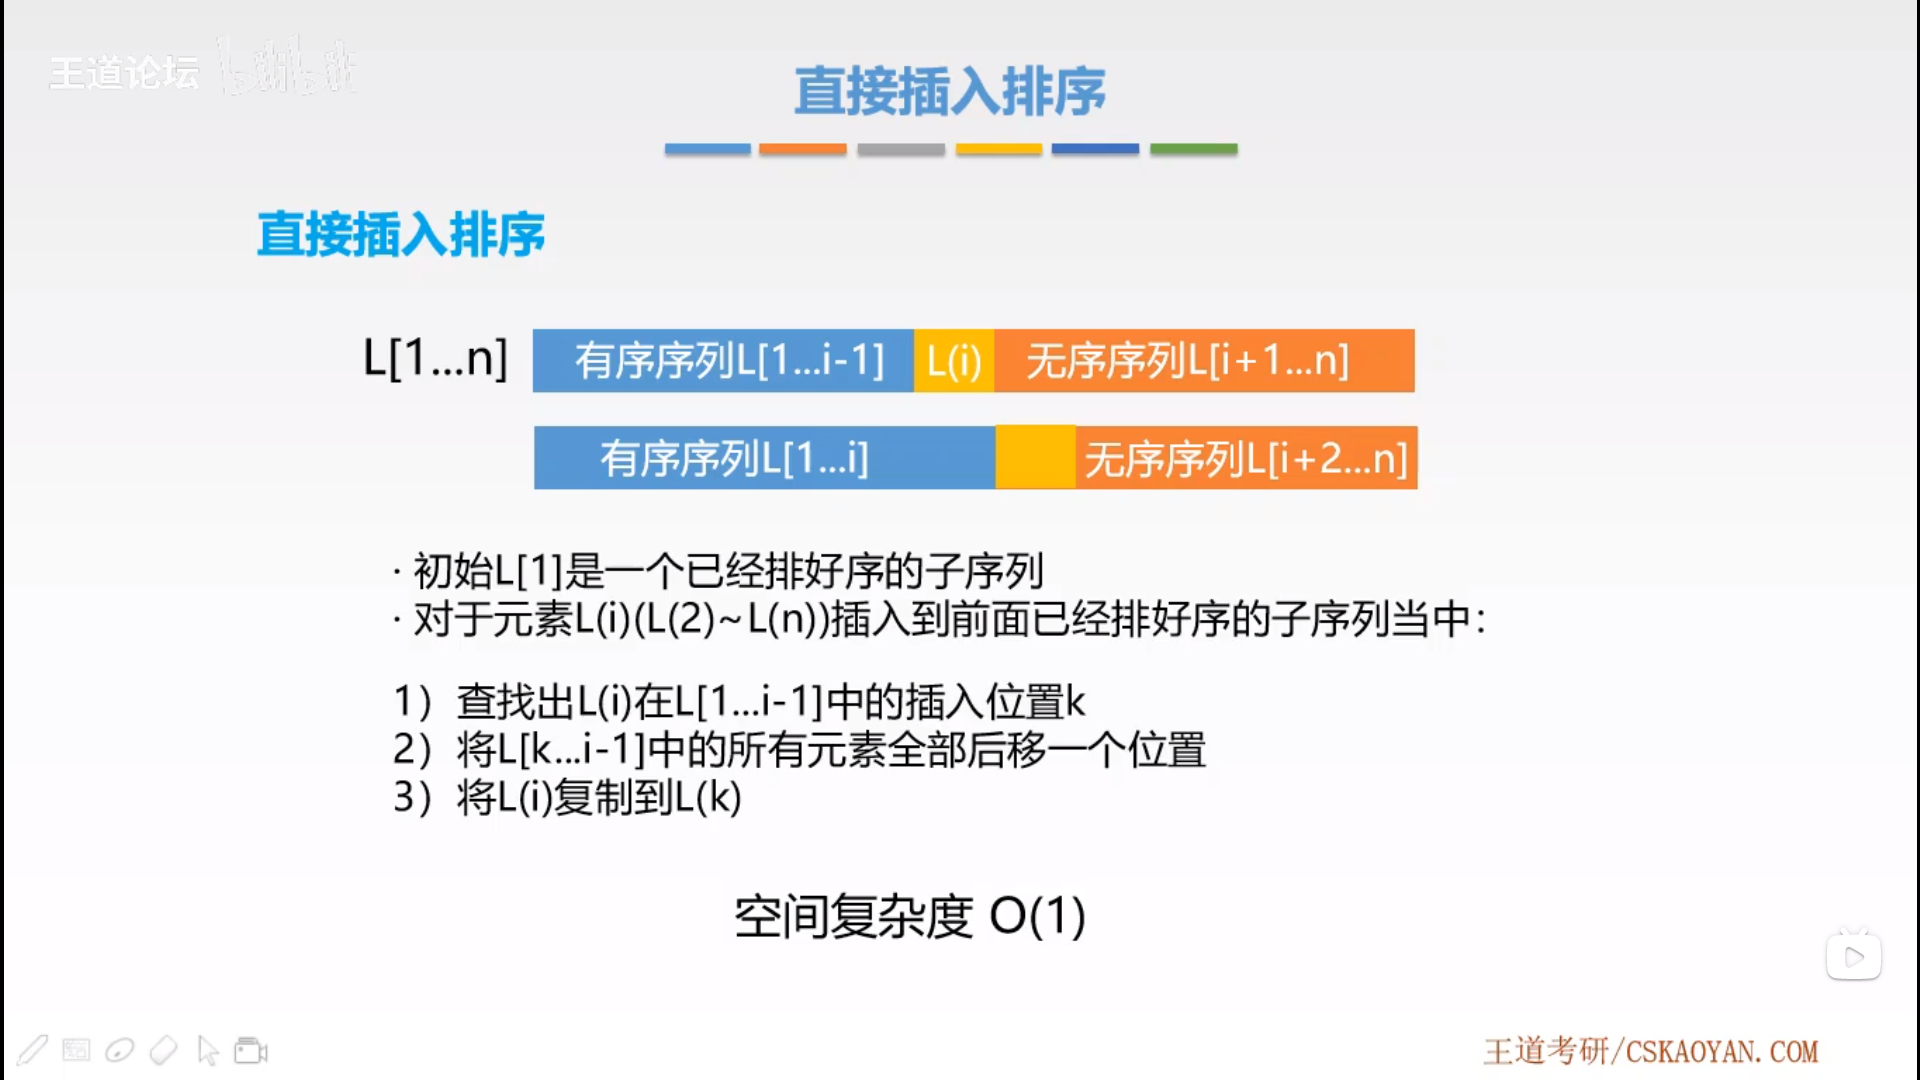 王道论坛 bilibili
直接插入排序
直接插入排序
L[1...n] 有序序列L[1...i-1] L(i) 无序序列L[i+1...n]
有序序列L[1...i] 无序序列L[i+2...n]
· 初始L[1]是一个已经排好序的子序列
· 对于元素L(i)(L(2)~L(n))插入到前面已经排好序的子序列当中：
1）查找出L(i)在L[1...i-1]中的插入位置k
2）将L[k...i-1]中的所有元素全部后移一个位置
3）将L(i)复制到L(k)
空间复杂度 O(1)
王道考研/CSKAOYAN.COM